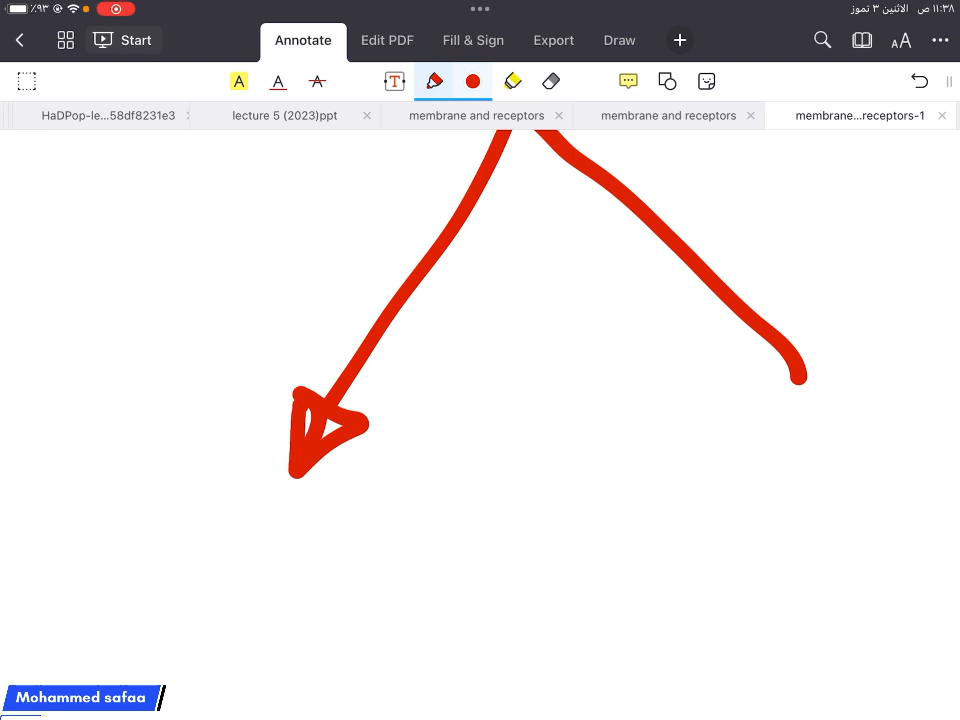 ٪٩٣ ١١:٣٨ ص الاثنين ٣ تموز
Start Annotate Edit PDF Fill & Sign Export Draw + AA
A A A T
HaDPop-le...58df8231e3 lecture 5 (2023)ppt membrane and receptors membrane and receptors membrane...receptors-1
Mohammed safaa